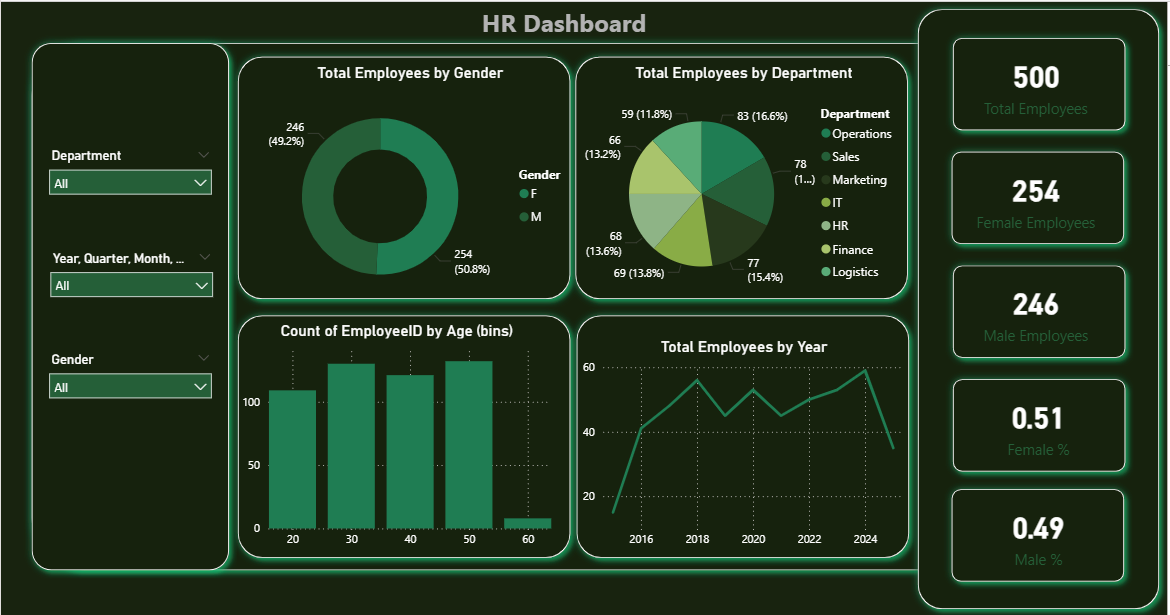 HR Dashboard
Department
All
Year, Quarter, Month, ...
All
Gender
All
Total Employees by Gender
246
(49.2%)
254
(50.8%)
Gender
F
M
Total Employees by Department
59 (11.8%)
83 (16.6%)
66
(13.2%)
78
(1...)
68
(13.6%)
69 (13.8%)
77
(15.4%)
Department
Operations
Sales
Marketing
IT
HR
Finance
Logistics
Count of EmployeeID by Age (bins)
100
50
0
20 30 40 50 60
Total Employees by Year
60
40
20
2016 2018 2020 2022 2024
500
Total Employees
254
Female Employees
246
Male Employees
0.51
Female %
0.49
Male %